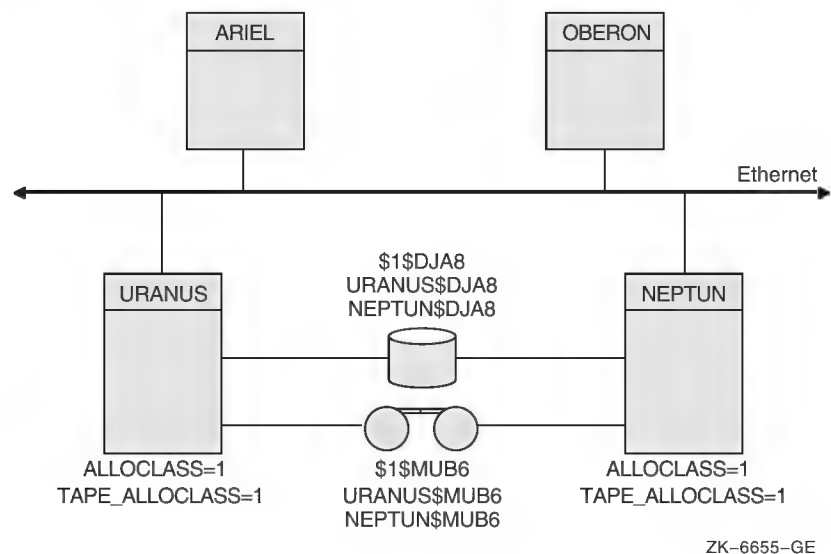 ARIEL
OBERON
Ethernet
$1$DJA8
URANUS$DJA8
NEPTUN$DJA8
URANUS
NEPTUN
ALLOCLASS=1
TAPE_ALLOCLASS=1
$1$MUB6
URANUS$MUB6
NEPTUN$MUB6
ALLOCLASS=1
TAPE_ALLOCLASS=1
ZK–6655–GE